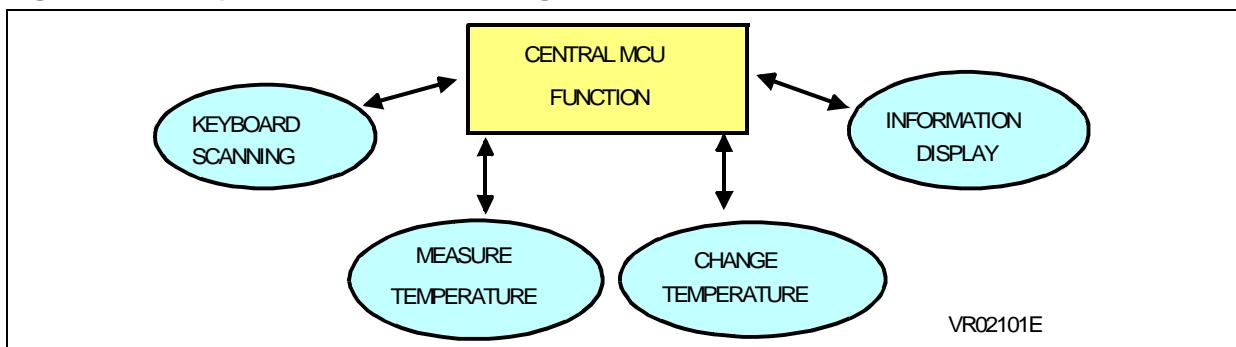 CENTRAL MCU
FUNCTION
KEYBOARD
SCANNING
INFORMATION
DISPLAY
MEASURE
TEMPERATURE
CHANGE
TEMPERATURE
VR02101E